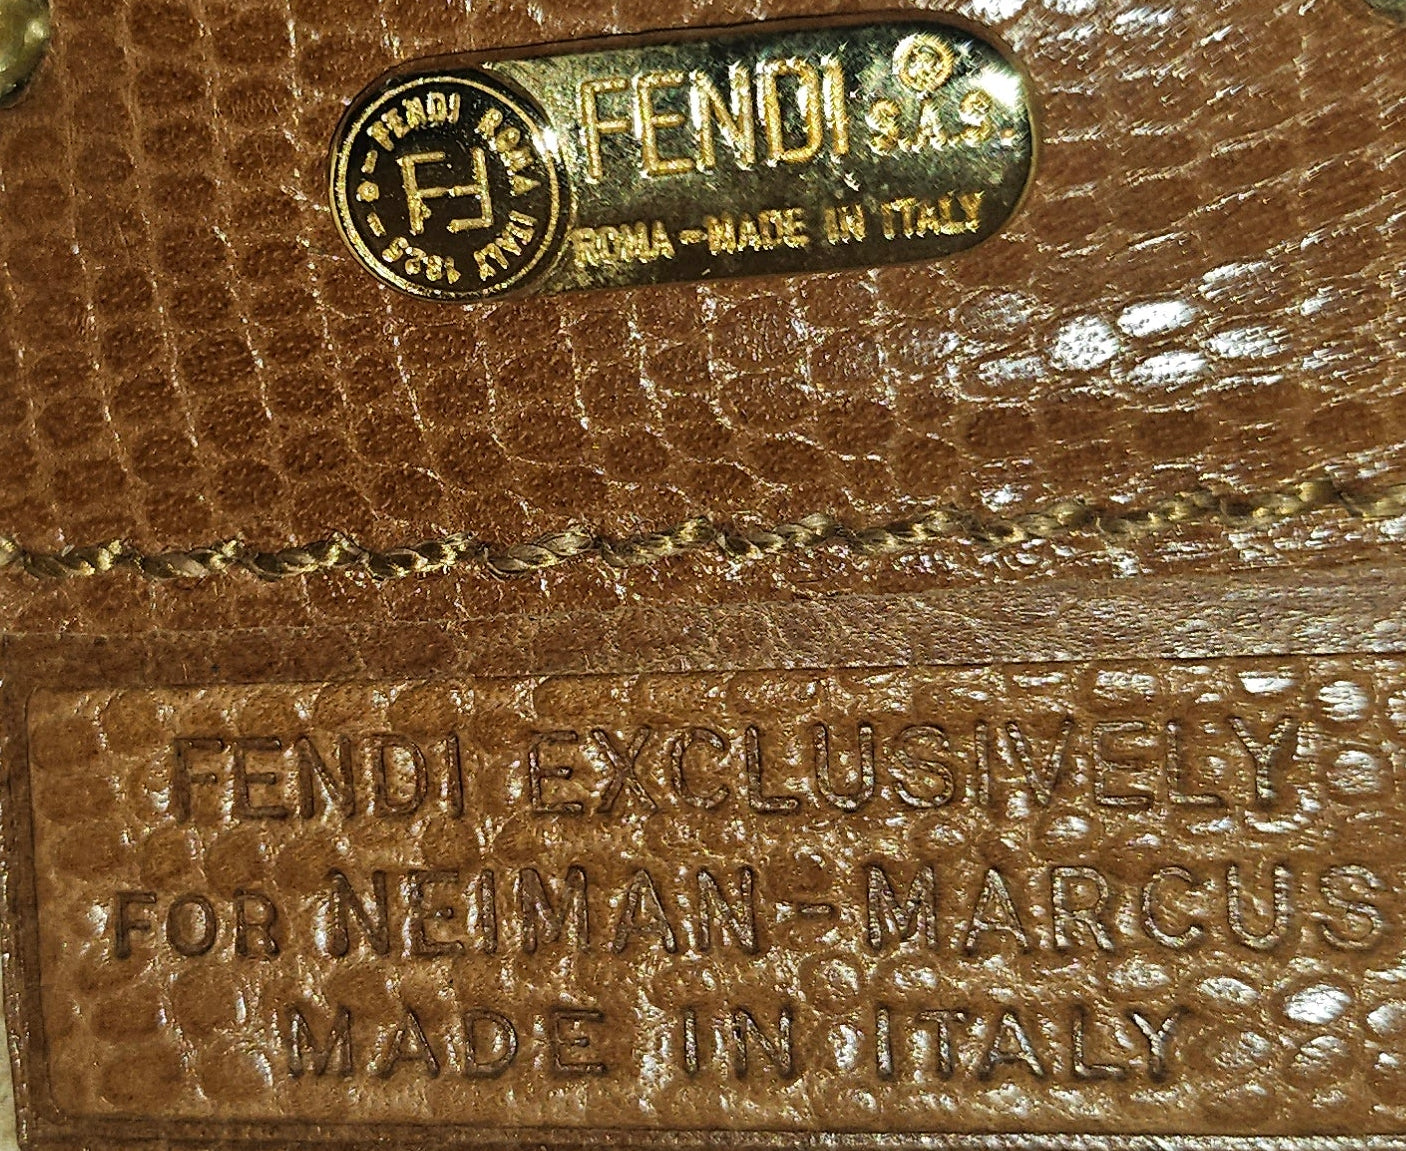 FENDI ROMA ITALY 1925
FF
FENDI® S.A.S.
ROMA-MADE IN ITALY
FENDI EXCLUSIVELY
FOR NEIMAN-MARCUS
MADE IN ITALY